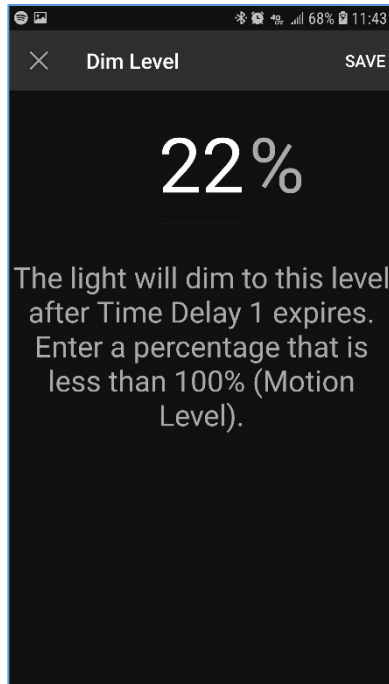 4G 68% 11:43
Dim Level SAVE
22%
The light will dim to this level
after Time Delay 1 expires.
Enter a percentage that is
less than 100% (Motion
Level).